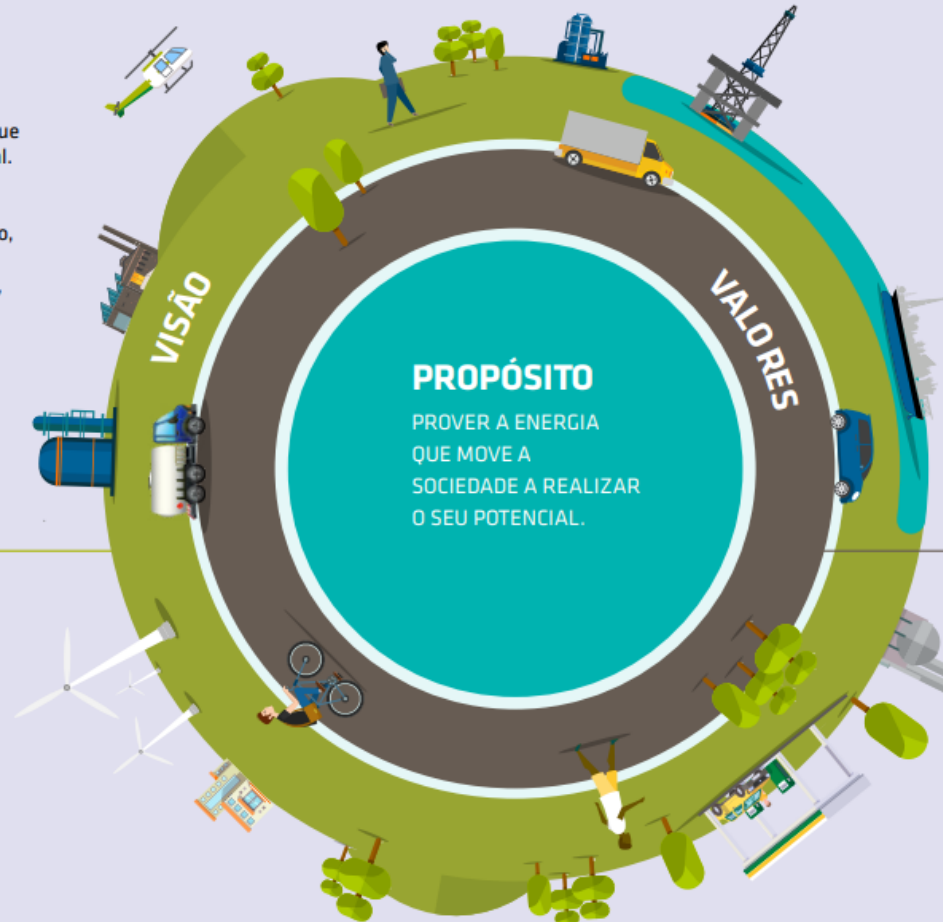 VISÃO
VALORES
PROPÓSITO
PROVER A ENERGIA
QUE MOVE A
SOCIEDADE A REALIZAR
O SEU POTENCIAL.